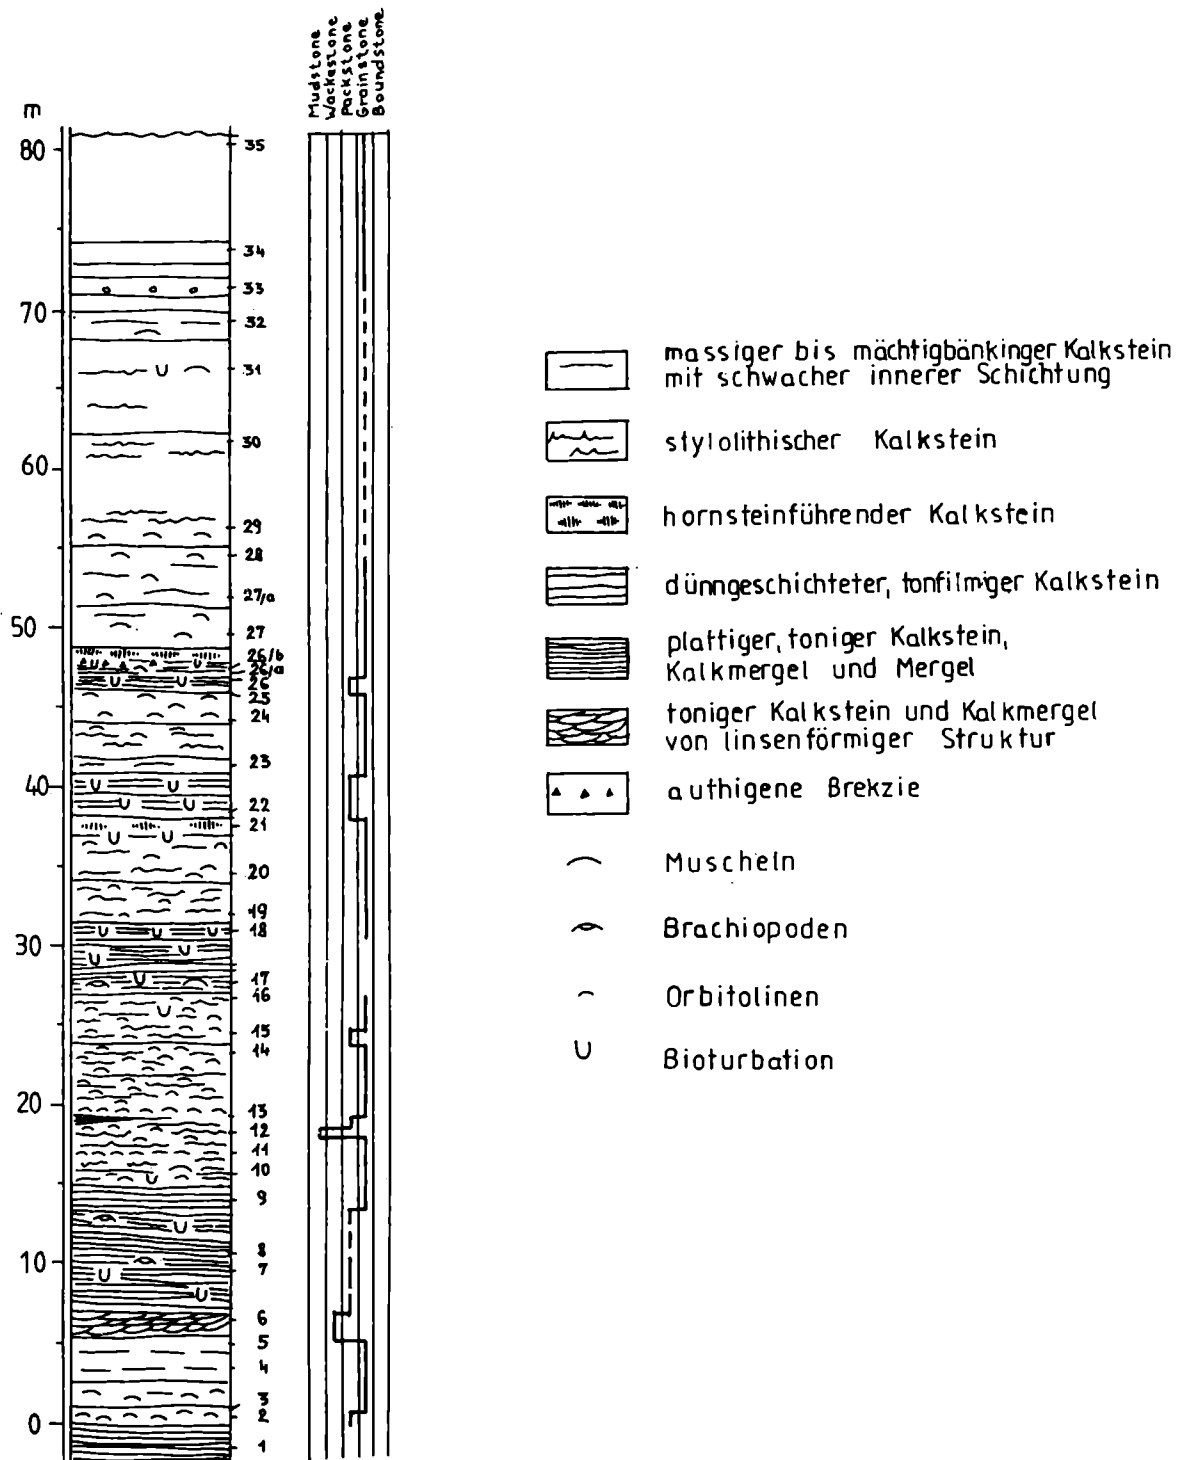 Mudstone
Wackestone
Packstone
Grainstone
Boundstone
m
80
70
60
50
40
30
20
10
0
35
34
33
32
31
30
29
28
27/a
27
26/b
26/a
26
25
24
23
22
21
20
19
18
17
16
15
14
13
12
11
10
9
8
7
6
5
4
3
2
1
massiger bis mächtigbänkinger Kalkstein
mit schwacher innerer Schichtung
stylolithischer Kalkstein
hornsteinführender Kalkstein
dünngeschichteter, tonfilmiger Kalkstein
plattiger, toniger Kalkstein,
Kalkmergel und Mergel
toniger Kalkstein und Kalkmergel
von linsenförmiger Struktur
authigene Brekzie
Muscheln
Brachiopoden
Orbitolinen
Bioturbation